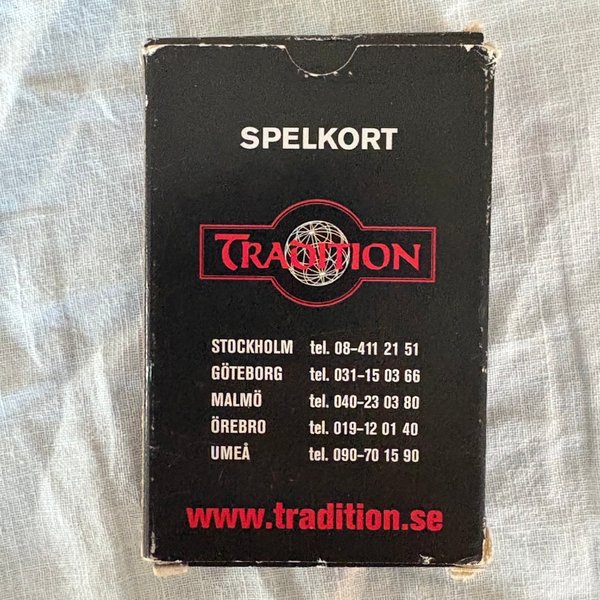 SPELKORT
TRADITION
STOCKHOLM tel. 08-411 21 51
GÖTEBORG tel. 031-15 03 66
MALMÖ tel. 040-23 03 80
ÖREBRO tel. 019-12 01 40
UMEÅ tel. 090-70 15 90
www.tradition.se